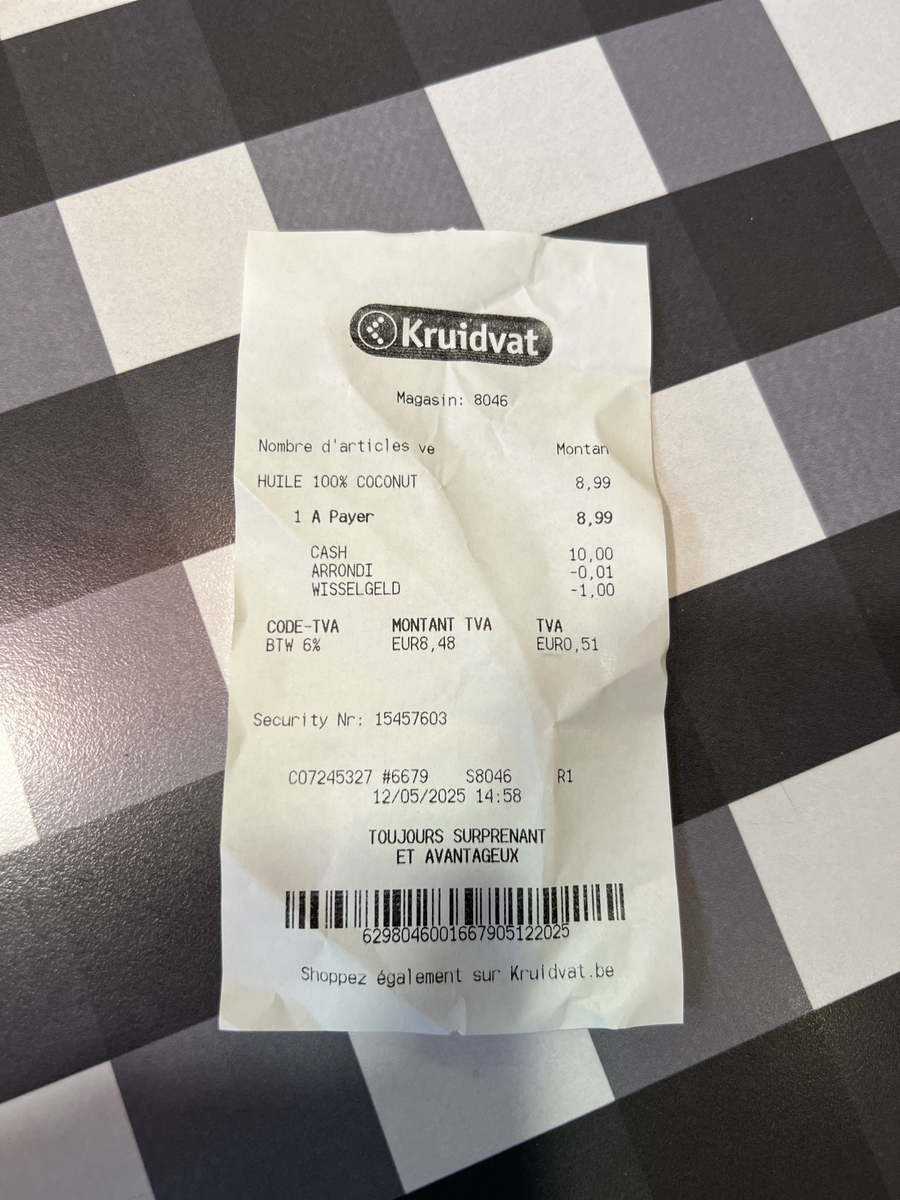 Kruidvat
Magasin: 8046
Nombre d'articles ve Montan
HUILE 100% COCONUT 8,99
1 A Payer 8,99
CASH 10,00
ARRONDI -0,01
WISSELGELD -1,00
CODE-TVA MONTANT TVA TVA
BTW 6% EUR8,48 EUR0,51
Security Nr: 15457603
C07245327 #6679 S8046 R1
12/05/2025 14:58
TOUJOURS SURPRENANT
ET AVANTAGEUX
6298046001667905122025
Shoppez également sur Kruidvat.be